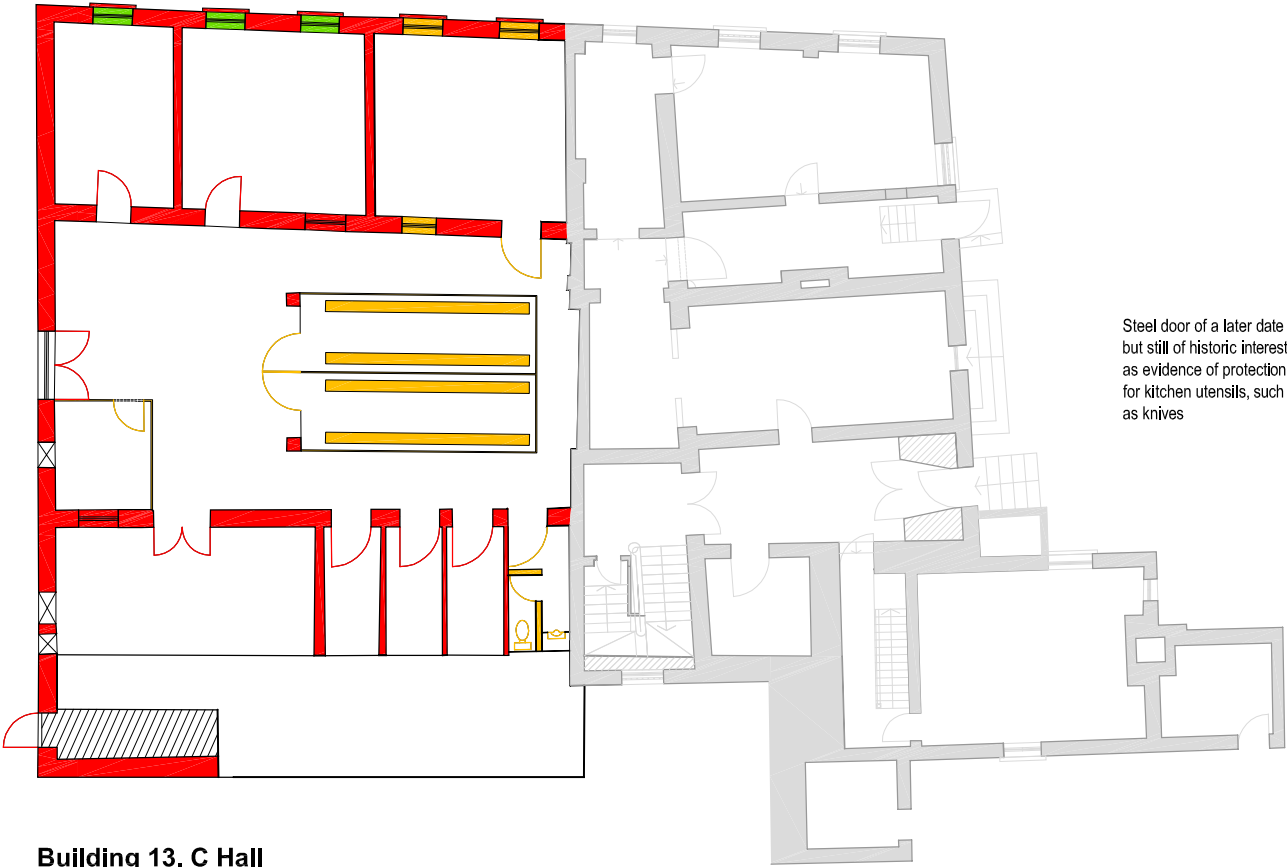 Steel door of a later date
but still of historic interest
as evidence of protection
for kitchen utensils, such
as knives
Building 13, C Hall